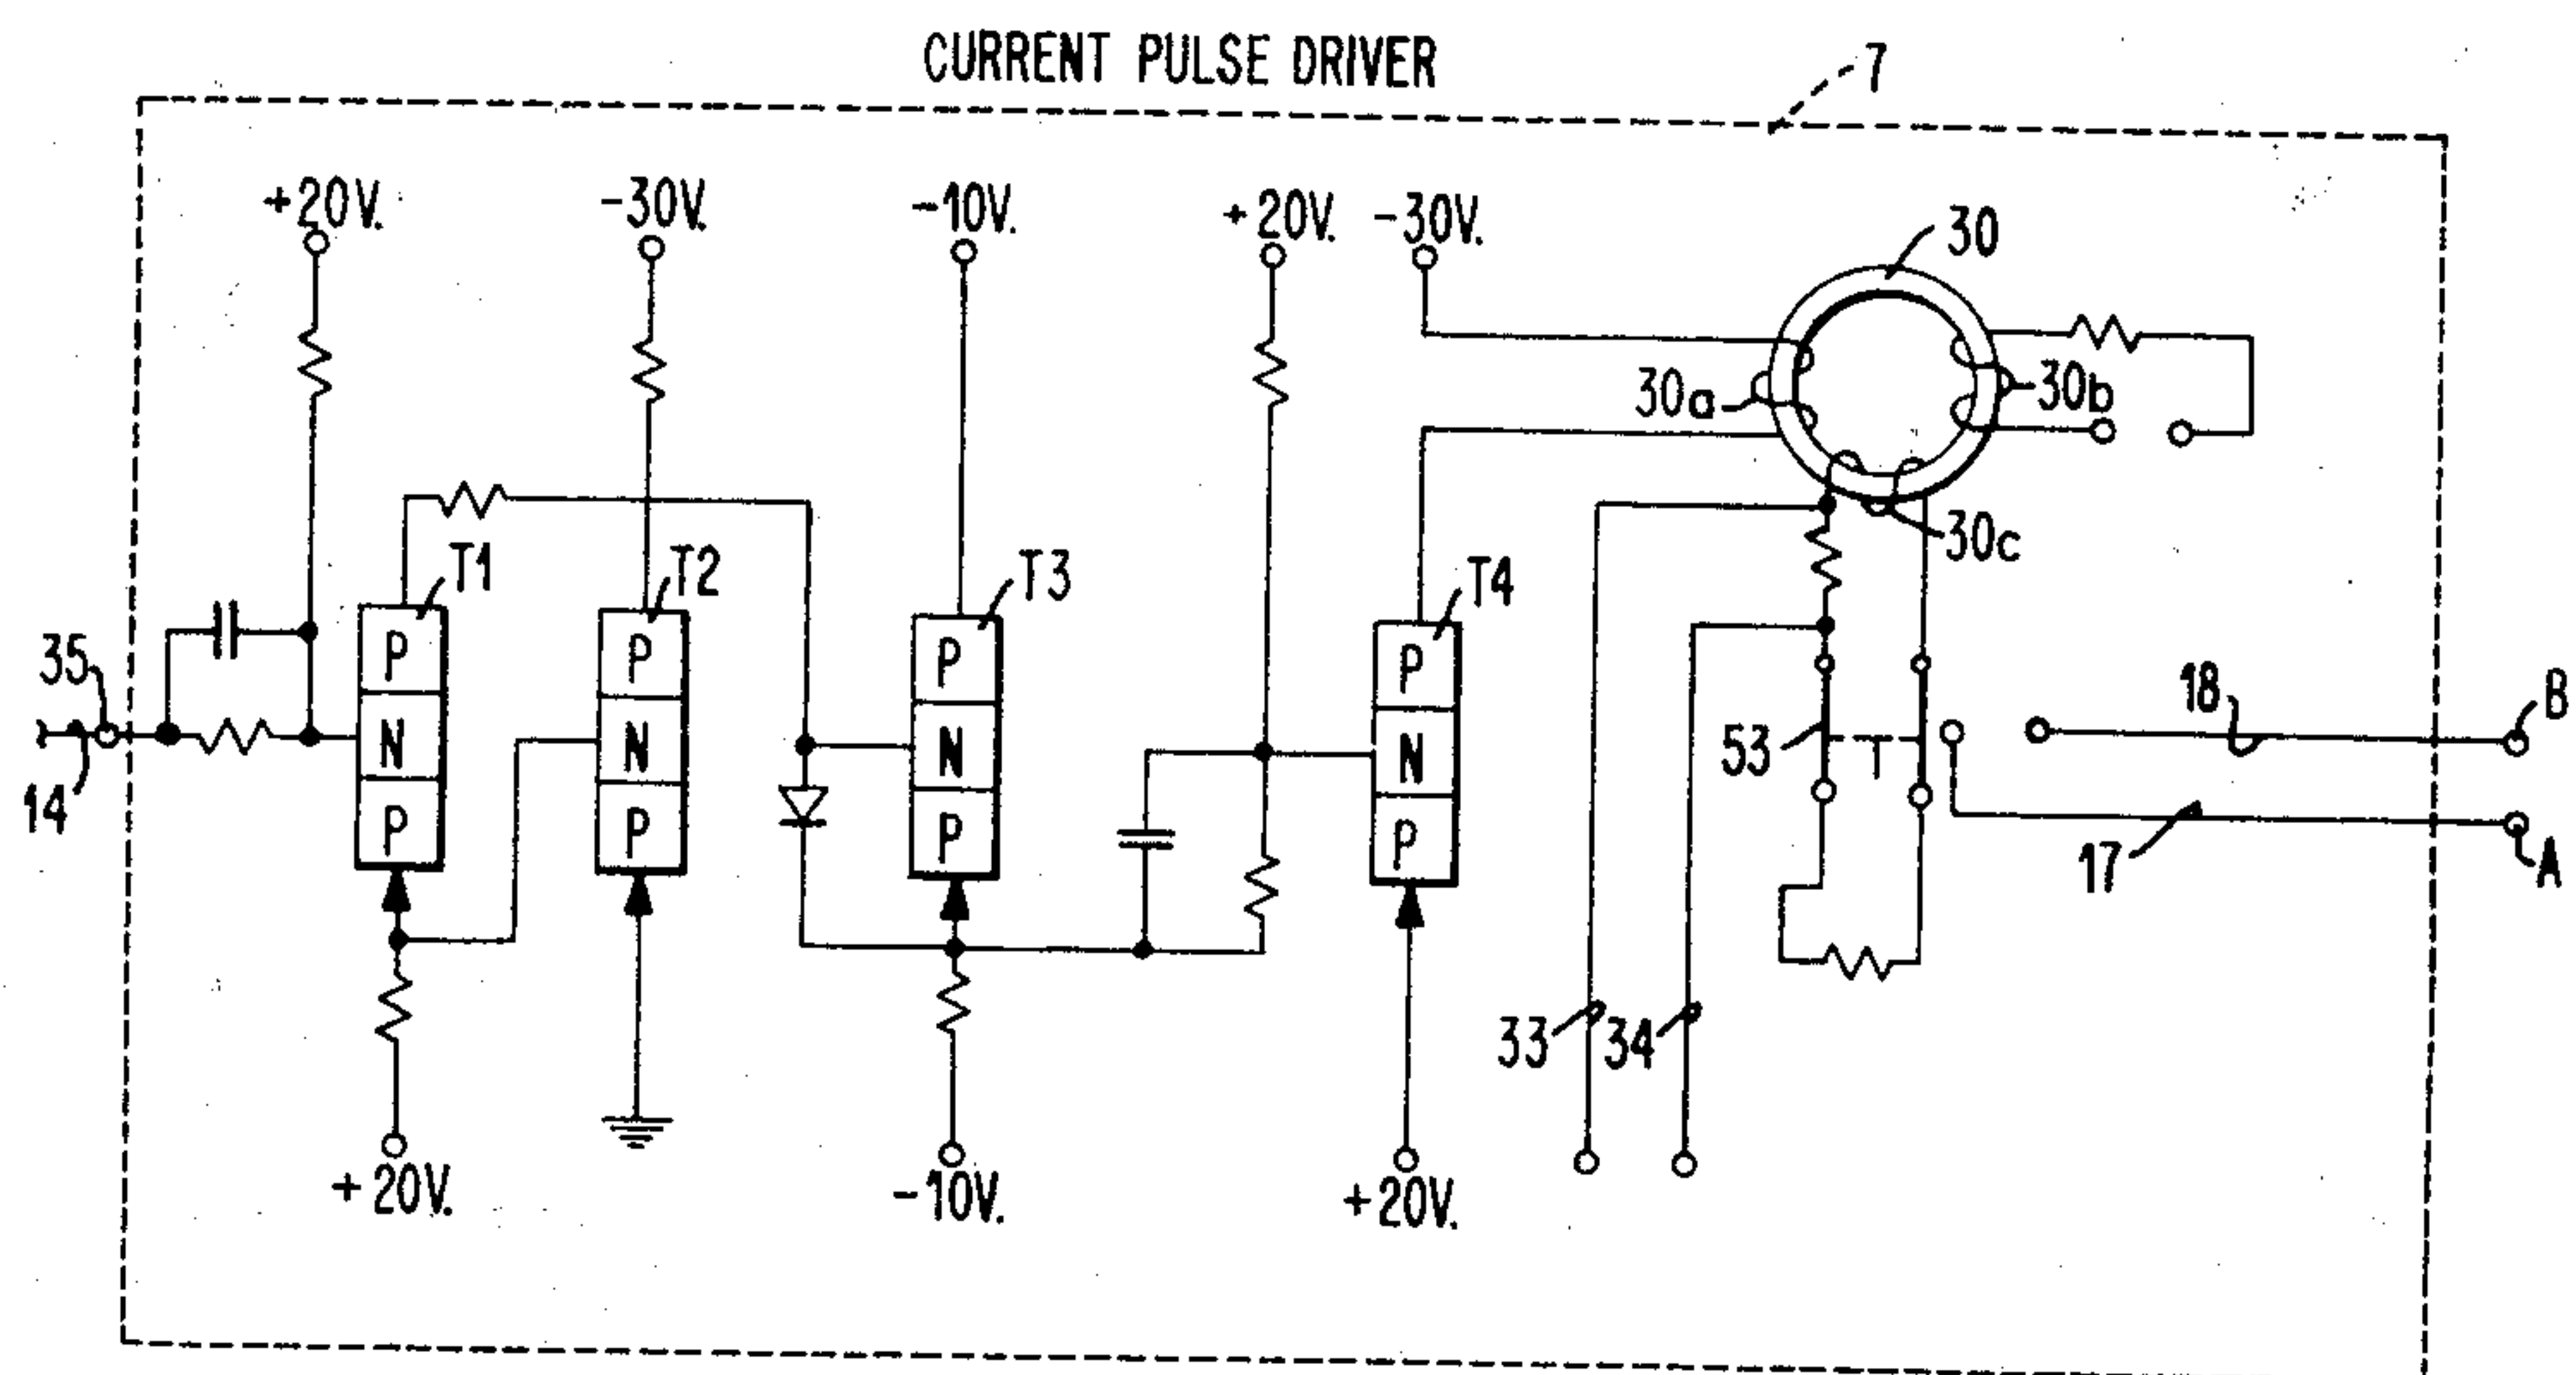 CURRENT PULSE DRIVER
7
+20V.
-30V.
-10V.
+20V.
-30V.
30
30a
30b
30c
T1
T2
T3
T4
P
N
P
P
N
P
P
N
P
P
N
P
35
14
53
T
18
B
17
A
33
34
+20V.
-10V.
+20V.